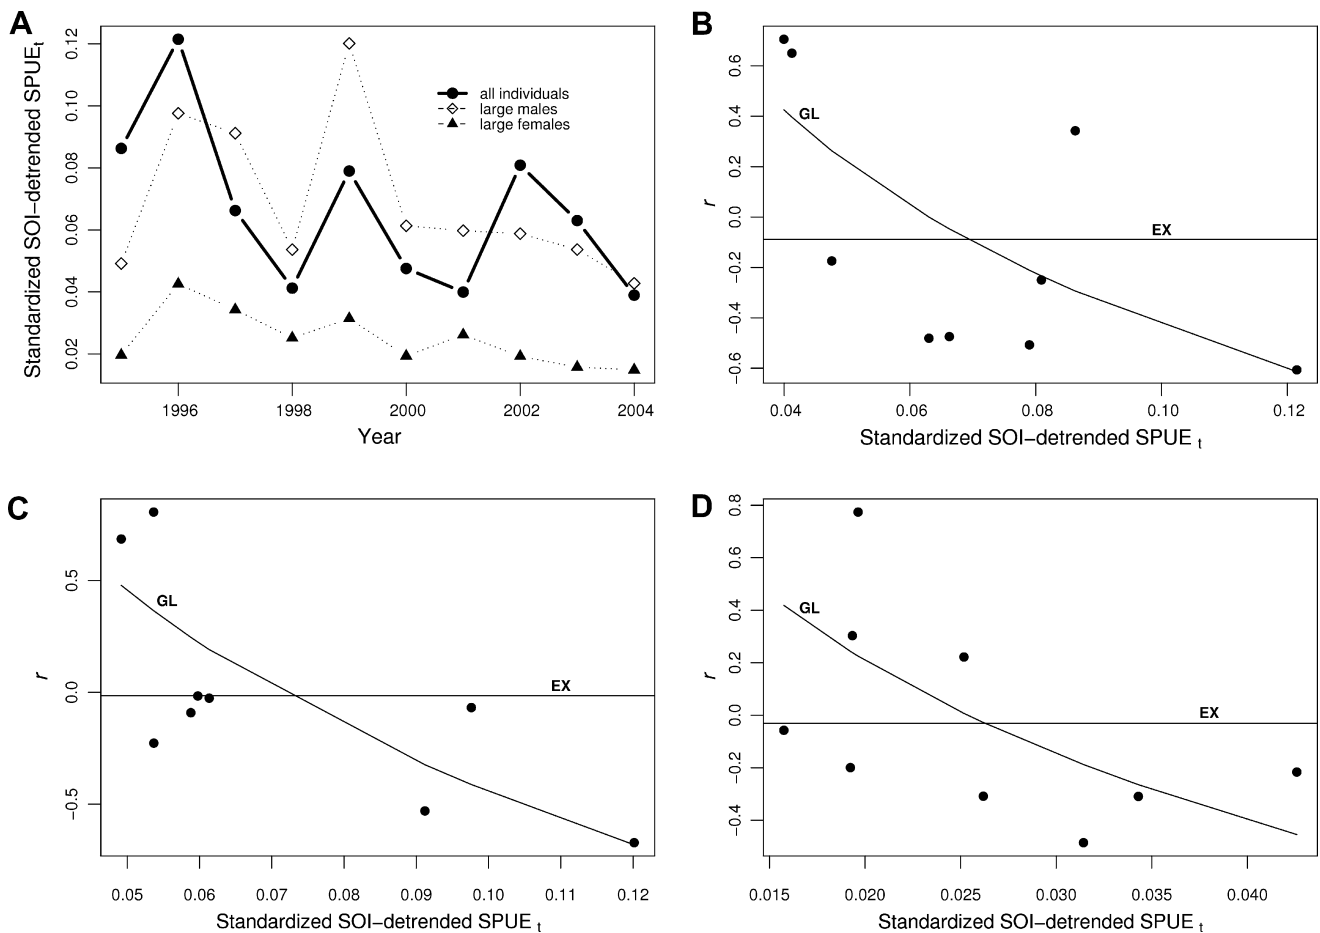 A
Standardized SOI−detrended SPUEt
0.12
0.10
0.08
0.06
0.04
0.02
all individuals
large males
large females
1996
1998
2000
2002
2004
Year
B
r
0.6
0.4
0.2
0.0
−0.2
−0.4
−0.6
GL
EX
0.04
0.06
0.08
0.10
0.12
Standardized SOI−detrended SPUE t
C
r
0.5
0.0
−0.5
GL
EX
0.05
0.06
0.07
0.08
0.09
0.10
0.11
0.12
Standardized SOI−detrended SPUE t
D
r
0.8
0.6
0.4
0.2
0.0
−0.2
−0.4
GL
EX
0.015
0.020
0.025
0.030
0.035
0.040
Standardized SOI−detrended SPUE t